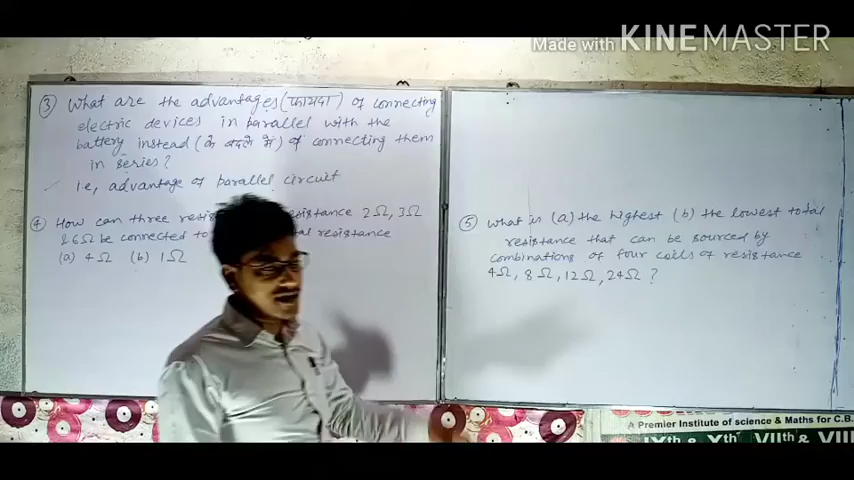 Made with KINEMASTER
③ What are the advantages (फायदा) of connecting
electric devices in parallel with the
battery instead (के बदले में) of connecting them
in series?
i.e, advantage of parallel circuit
④ How can three resis sistance 2Ω, 3Ω
& 6Ω be connected to al resistance
(a) 4Ω (b) 1Ω
⑤ what is (a) the highest (b) the lowest total
resistance that can be sourced by
combinations of four coils of resistance
4Ω, 8Ω, 12Ω, 24Ω ?
A Premier Institute of science & Maths for C.B
IXth & Xth VIIth & VIII